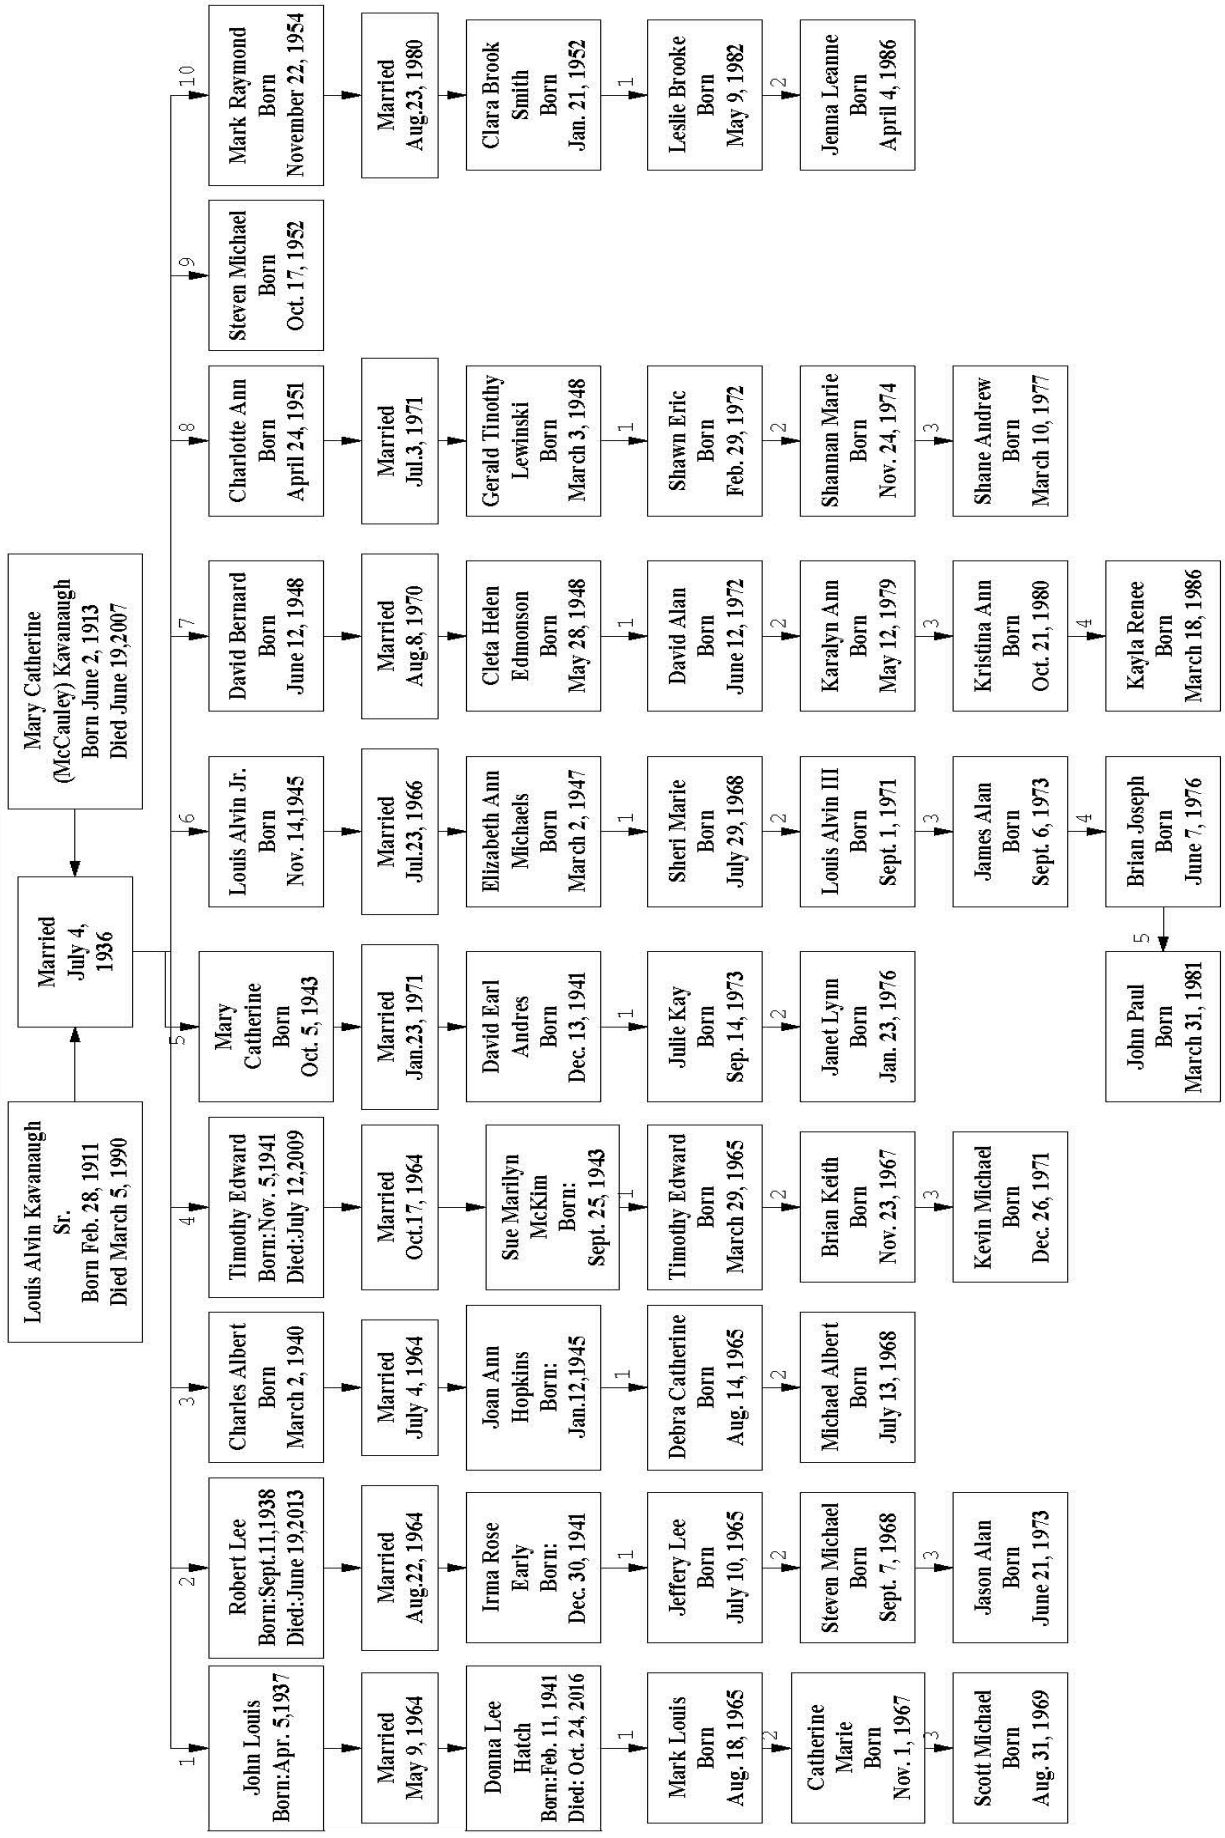 Louis Alvin Kavanaugh
Sr.
Born Feb. 28, 1911
Died March 5, 1990
Married
July 4,
1936
Mary Catherine
(McCauley) Kavanaugh
Born June 2, 1913
Died June 19,2007
1
John Louis
Born:Apr. 5,1937
Married
May 9, 1964
Donna Lee
Hatch
Born:Feb. 11, 1941
Died: Oct. 24, 2016
1
Mark Louis
Born
Aug. 18, 1965
2
Catherine
Marie
Born
Nov. 1, 1967
3
Scott Michael
Born
Aug. 31, 1969
2
Robert Lee
Born:Sept.11,1938
Died:June 19,2013
Married
Aug.22, 1964
Irma Rose
Early
Born:
Dec. 30, 1941
1
Jeffery Lee
Born
July 10, 1965
2
Steven Michael
Born
Sept. 7, 1968
3
Jason Alan
Born
June 21, 1973
3
Charles Albert
Born
March 2, 1940
Married
July 4, 1964
Joan Ann
Hopkins
Born:
Jan.12,1945
1
Debra Catherine
Born
Aug. 14, 1965
2
Michael Albert
Born
July 13, 1968
4
Timothy Edward
Born:Nov. 5,1941
Died:July 12,2009
Married
Oct.17, 1964
Sue Marilyn
McKim
Born:
Sept. 25, 1943
1
Timothy Edward
Born
March 29, 1965
2
Brian Keith
Born
Nov. 23, 1967
3
Kevin Michael
Born
Dec. 26, 1971
5
Mary
Catherine
Born
Oct. 5, 1943
Married
Jan.23, 1971
David Earl
Andres
Born
Dec. 13, 1941
1
Julie Kay
Born
Sep. 14, 1973
2
Janet Lynn
Born
Jan. 23, 1976
6
Louis Alvin Jr.
Born
Nov. 14,1945
Married
Jul.23, 1966
Elizabeth Ann
Michaels
Born
March 2, 1947
1
Sheri Marie
Born
July 29, 1968
2
Louis Alvin III
Born
Sept. 1, 1971
3
James Alan
Born
Sept. 6, 1973
4
Brian Joseph
Born
June 7, 1976
5
John Paul
Born
March 31, 1981
7
David Bernard
Born
June 12, 1948
Married
Aug.8, 1970
Cleta Helen
Edmonson
Born
May 28, 1948
1
David Alan
Born
June 12, 1972
2
Karalyn Ann
Born
May 12, 1979
3
Kristina Ann
Born
Oct. 21, 1980
4
Kayla Renee
Born
March 18, 1986
8
Charlotte Ann
Born
April 24, 1951
Married
Jul.3, 1971
Gerald Tinothy
Lewinski
Born
March 3, 1948
1
Shawn Eric
Born
Feb. 29, 1972
2
Shannan Marie
Born
Nov. 24, 1974
3
Shane Andrew
Born
March 10, 1977
9
Steven Michael
Born
Oct. 17, 1952
10
Mark Raymond
Born
November 22, 1954
Married
Aug.23, 1980
Clara Brook
Smith
Born
Jan. 21, 1952
1
Leslie Brooke
Born
May 9, 1982
2
Jenna Leanne
Born
April 4, 1986